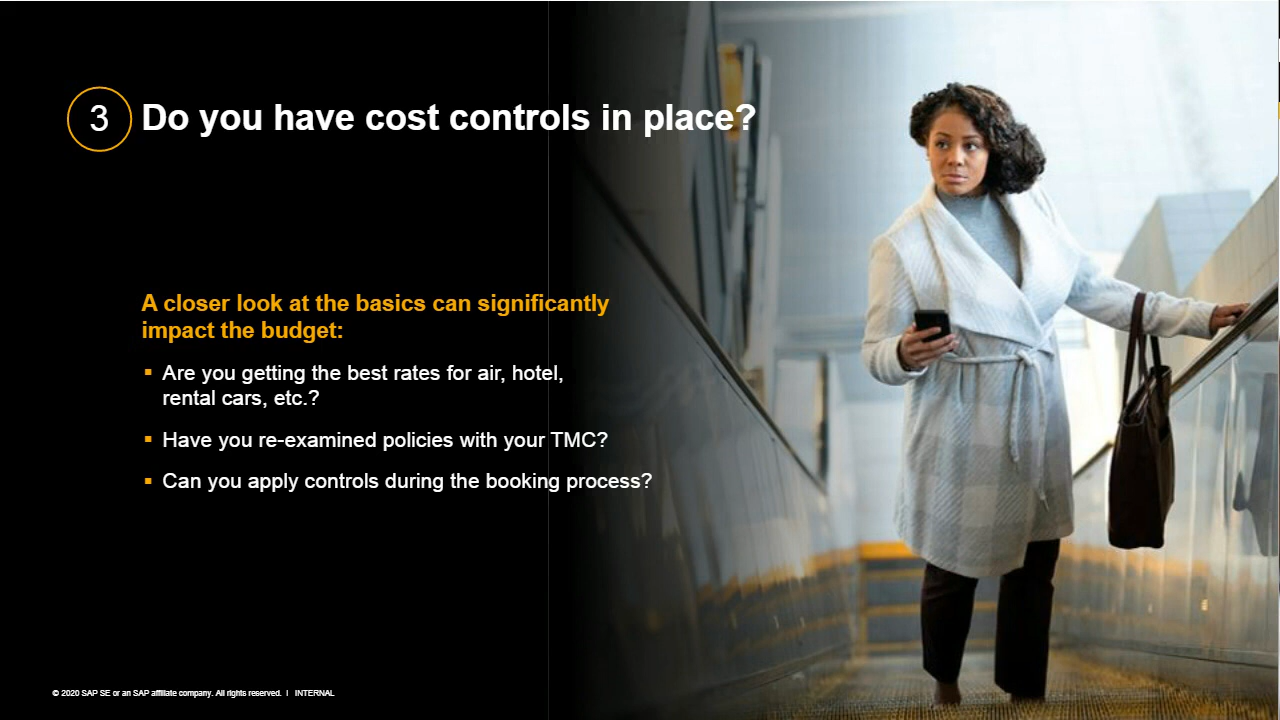 3 Do you have cost controls in place?
A closer look at the basics can significantly
impact the budget:
▪ Are you getting the best rates for air, hotel,
rental cars, etc.?
▪ Have you re-examined policies with your TMC?
▪ Can you apply controls during the booking process?
© 2020 SAP SE or an SAP affiliate company. All rights reserved. | INTERNAL